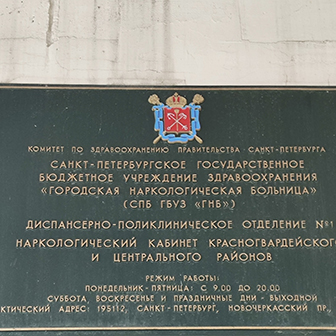 КОМИТЕТ ПО ЗДРАВООХРАНЕНИЮ ПРАВИТЕЛЬСТВА САНКТ-ПЕТЕРБУРГА
САНКТ-ПЕТЕРБУРГСКОЕ ГОСУДАРСТВЕННОЕ
БЮДЖЕТНОЕ УЧРЕЖДЕНИЕ ЗДРАВООХРАНЕНИЯ
«ГОРОДСКАЯ НАРКОЛОГИЧЕСКАЯ БОЛЬНИЦА»
(СПБ ГБУЗ «ГНБ»)
ДИСПАНСЕРНО-ПОЛИКЛИНИЧЕСКОЕ ОТДЕЛЕНИЕ №1
НАРКОЛОГИЧЕСКИЙ КАБИНЕТ КРАСНОГВАРДЕЙСКОГО
И ЦЕНТРАЛЬНОГО РАЙОНОВ
РЕЖИМ РАБОТЫ:
ПОНЕДЕЛЬНИК-ПЯТНИЦА: С 9.00 ДО 20.00
СУББОТА, ВОСКРЕСЕНЬЕ И ПРАЗДНИЧНЫЕ ДНИ - ВЫХОДНОЙ
КТИЧЕСКИЙ АДРЕС: 195112, САНКТ-ПЕТЕРБУРГ, НОВОЧЕРКАССКИЙ ПР.